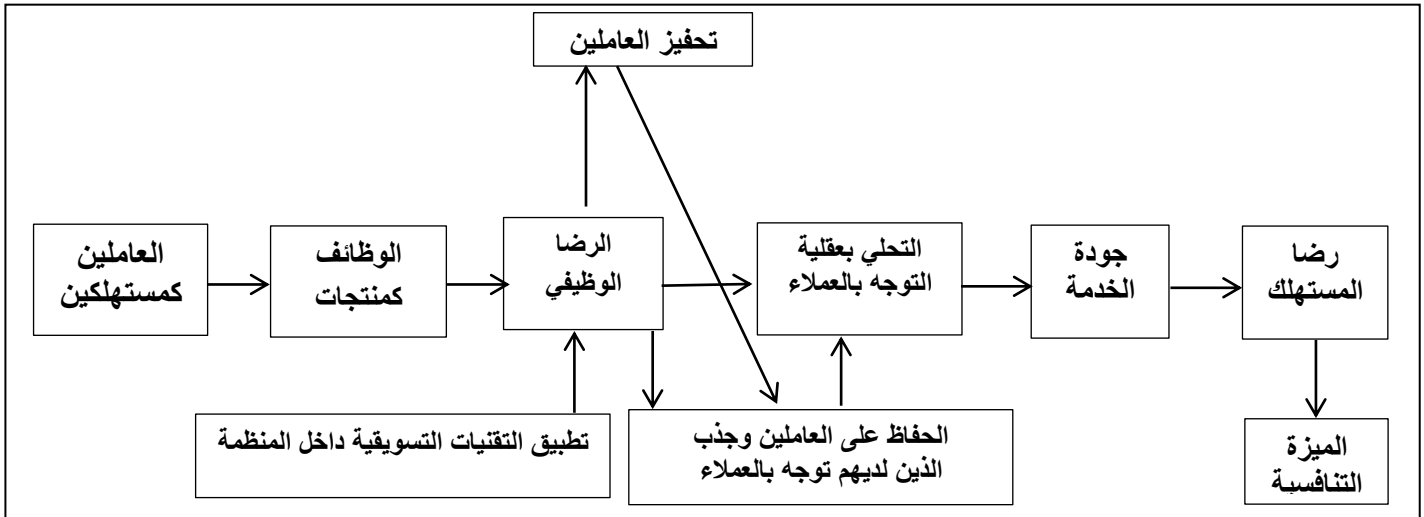 تحفيز العاملين
العاملين
كمستهلكين
الوظائف
كمنتجات
الرضا
الوظيفي
التحلي بعقلية
التوجه بالعملاء
جودة
الخدمة
رضا
المستهلك
تطبيق التقنيات التسويقية داخل المنظمة
الحفاظ على العاملين وجذب
الذين لديهم توجه بالعملاء
الميزة
التنافسية